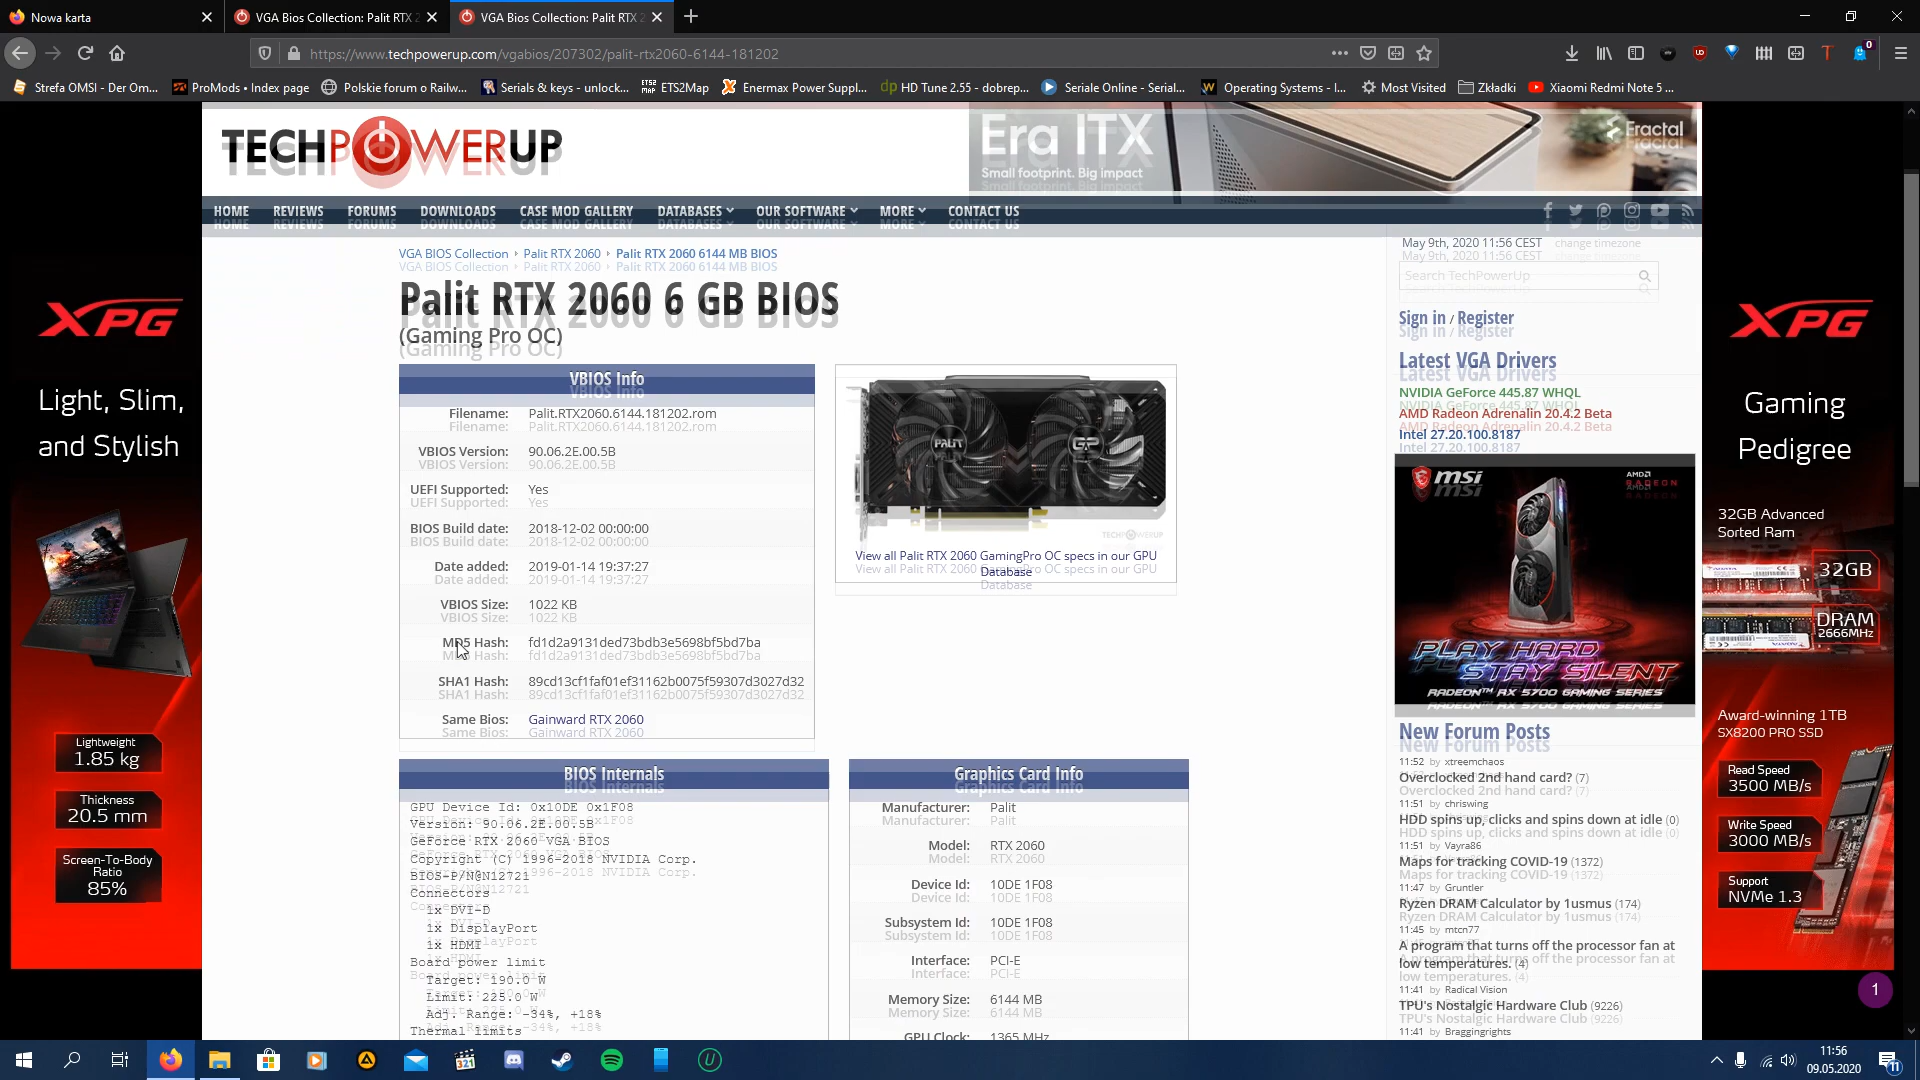 Nowa karta
VGA Bios Collection: Palit RTX 2
VGA Bios Collection: Palit RTX 2
https://www.techpowerup.com/vgabios/207302/palit-rtx2060-6144-181202
0
Strefa OMSI - Der Om...
ProMods • Index page
Polskie forum o Railw...
Serials & keys - unlock...
ETS2 MAP
ETS2Map
Enermax Power Suppl...
dp HD Tune 2.55 - dobrep...
Seriale Online - Serial...
Operating Systems - I...
Most Visited
Zkładki
Xiaomi Redmi Note 5 ...
TECHPOWERUP
Era ITX
Small footprint. Big impact
Fractal
HOME
REVIEWS
FORUMS
DOWNLOADS
CASE MOD GALLERY
DATABASES
OUR SOFTWARE
MORE
CONTACT US
VGA BIOS Collection › Palit RTX 2060 › Palit RTX 2060 6144 MB BIOS
Palit RTX 2060 6 GB BIOS
(Gaming Pro OC)
VBIOS Info
Filename: Palit.RTX2060.6144.181202.rom
VBIOS Version: 90.06.2E.00.5B
UEFI Supported: Yes
BIOS Build date: 2018-12-02 00:00:00
Date added: 2019-01-14 19:37:27
VBIOS Size: 1022 KB
MD5 Hash: fd1d2a9131ded73bdb3e5698bf5bd7ba
SHA1 Hash: 89cd13cf1faf01ef31162b0075f59307d3027d32
Same Bios: Gainward RTX 2060
PALIT
GP
TECHPOWERUP
View all Palit RTX 2060 GamingPro OC specs in our GPU
Database
BIOS Internals
GPU Device Id: 0x10DE 0x1F08
Version: 90.06.2E.00.5B
GeForce RTX 2060 VGA BIOS
Copyright (C) 1996-2018 NVIDIA Corp.
BIOS-P/N@N12721
Connectors
1x DVI-D
1x DisplayPort
1x HDMI
Board power limit
Target: 190.0 W
Limit: 225.0 W
Adj. Range: -34%, +18%
Thermal limits
Graphics Card Info
Manufacturer: Palit
Model: RTX 2060
Device Id: 10DE 1F08
Subsystem Id: 10DE 1F08
Interface: PCI-E
Memory Size: 6144 MB
GPU Clock: 1365 MHz
May 9th, 2020 11:56 CEST change timezone
Search TechPowerUp
Sign in / Register
Latest VGA Drivers
NVIDIA GeForce 445.87 WHQL
AMD Radeon Adrenalin 20.4.2 Beta
Intel 27.20.100.8187
msi
AMD
RADEON
PLAY HARD
STAY SILENT
RADEON™ RX 5700 GAMING SERIES
New Forum Posts
11:52 by xtreemchaos
Overclocked 2nd hand card? (7)
11:51 by chriswing
HDD spins up, clicks and spins down at idle (0)
11:51 by Vayra86
Maps for tracking COVID-19 (1372)
11:47 by Gruntler
Ryzen DRAM Calculator by 1usmus (174)
11:45 by mtcn77
A program that turns off the processor fan at
low temperatures. (4)
11:41 by Radical Vision
TPU's Nostalgic Hardware Club (9226)
11:41 by Braggingrights
XPG
Light, Slim,
and Stylish
Lightweight
1.85 kg
Thickness
20.5 mm
Screen-To-Body
Ratio
85%
XPG
Gaming
Pedigree
32GB Advanced
Sorted Ram
32GB
DRAM
2666MHz
Award-winning 1TB
SX8200 PRO SSD
Read Speed
3500 MB/s
Write Speed
3000 MB/s
Support
NVMe 1.3
1
321
11:56
09.05.2020
11